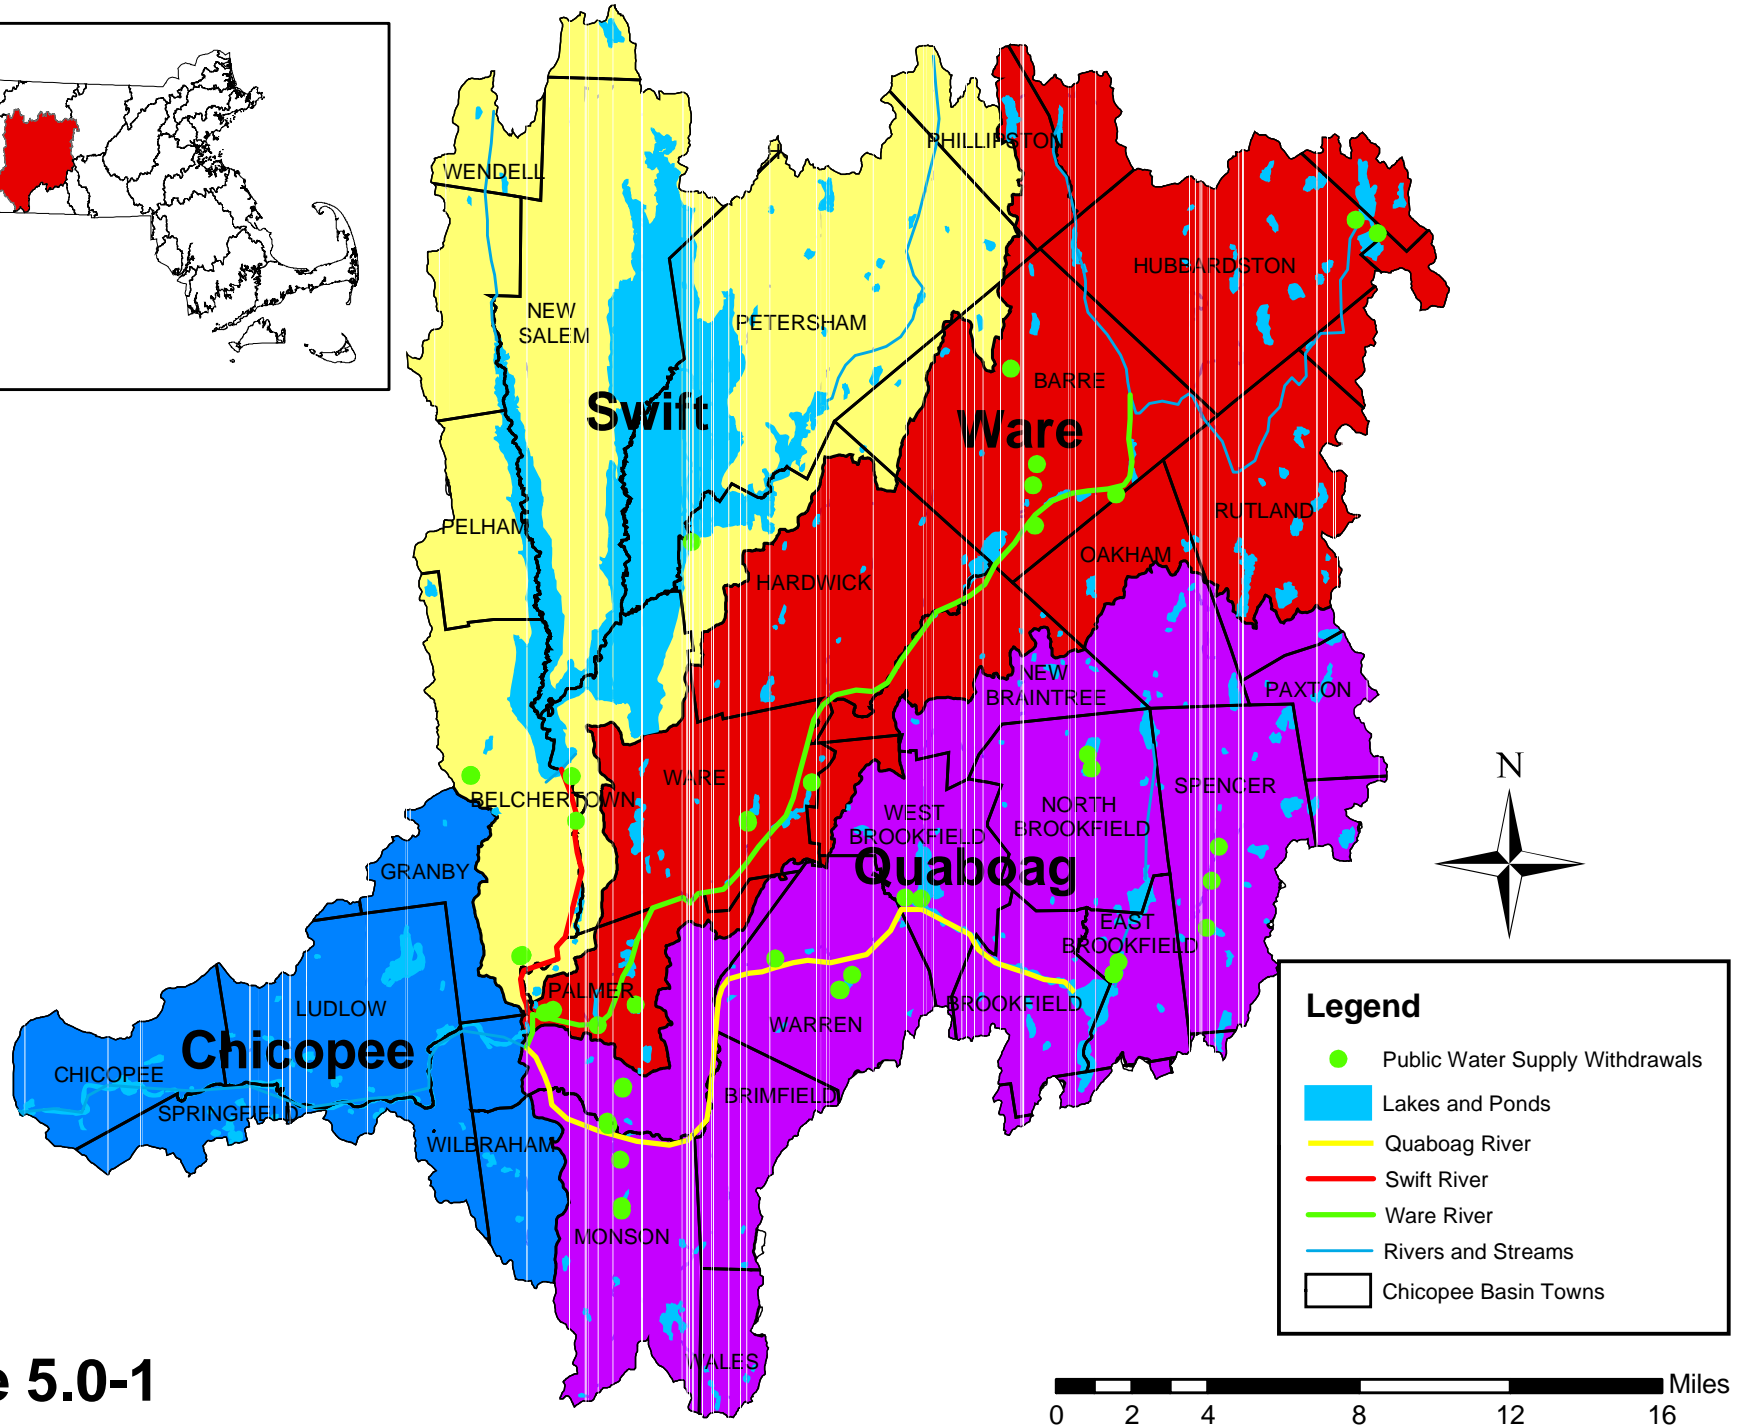 WENDELL
PHILLIPSTON
NEW
SALEM
PETERSHAM
HUBBARDSTON
BARRE
Swift
Ware
PELHAM
RUTLAND
HARDWICK
OAKHAM
NEW
BRAINTREE
PAXTON
WARE
BELCHERTOWN
SPENCER
WEST
BROOKFIELD
NORTH
BROOKFIELD
Quaboag
GRANBY
EAST
BROOKFIELD
PALMER
LUDLOW
BROOKFIELD
WARREN
Chicopee
CHICOPEE
SPRINGFIELD
BRIMFIELD
WILBRAHAM
MONSON
WALES
N
Legend
Public Water Supply Withdrawals
Lakes and Ponds
Quaboag River
Swift River
Ware River
Rivers and Streams
Chicopee Basin Towns
e 5.0-1
Miles
0 2 4 8 12 16